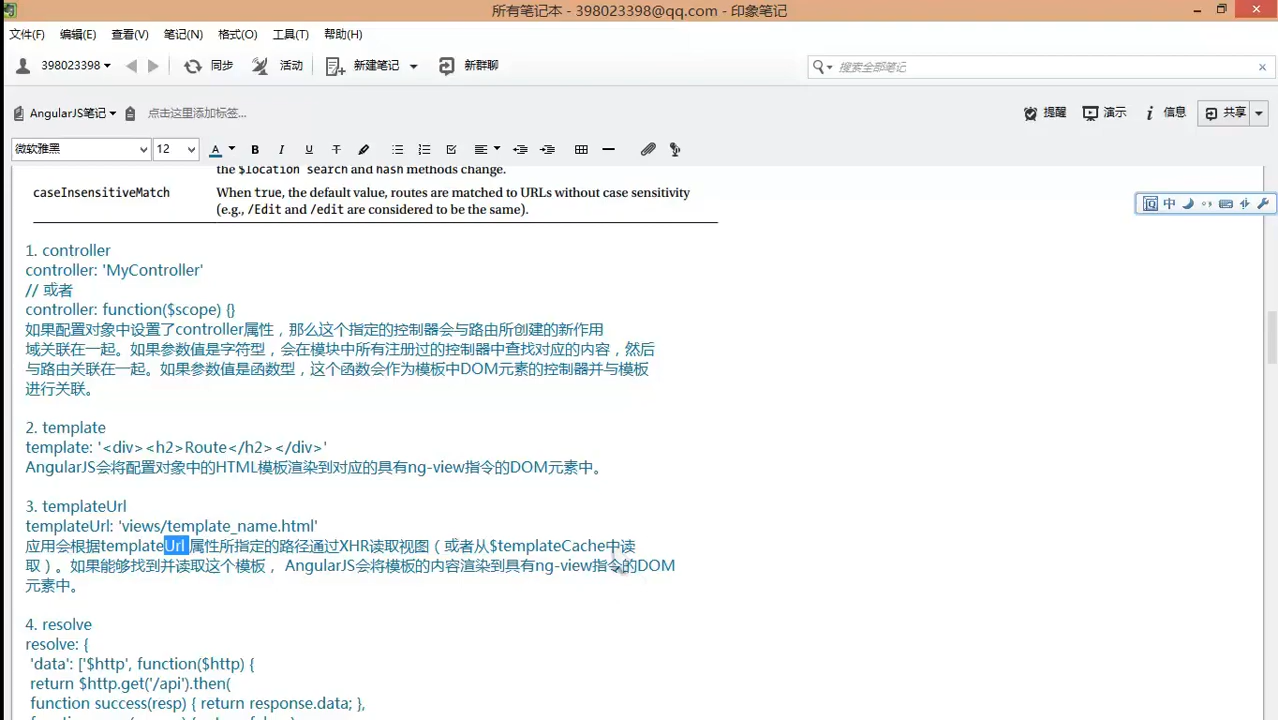 所有笔记本 - 398023398@qq.com - 印象笔记
文件(F) 编辑(E) 查看(V) 笔记(N) 格式(O) 工具(T) 帮助(H)
398023398 同步 活动 新建笔记 新群聊 搜索全部笔记
AngularJS笔记 点击这里添加标签... 提醒 演示 信息 共享
微软雅黑 12
the $location search and hash methods change.
caseInsensitiveMatch When true, the default value, routes are matched to URLs without case sensitivity
(e.g., /Edit and /edit are considered to be the same).
中
1. controller
controller: 'MyController'
// 或者
controller: function($scope) {}
如果配置对象中设置了controller属性，那么这个指定的控制器会与路由所创建的新作用
域关联在一起。如果参数值是字符型，会在模块中所有注册过的控制器中查找对应的内容，然后
与路由关联在一起。如果参数值是函数型，这个函数会作为模板中DOM元素的控制器并与模板
进行关联。
2. template
template: '<div><h2>Route</h2></div>'
AngularJS会将配置对象中的HTML模板渲染到对应的具有ng-view指令的DOM元素中。
3. templateUrl
templateUrl: 'views/template_name.html'
应用会根据templateUrl 属性所指定的路径通过XHR读取视图（或者从$templateCache中读
取）。如果能够找到并读取这个模板， AngularJS会将模板的内容渲染到具有ng-view指令的DOM
元素中。
4. resolve
resolve: {
'data': ['$http', function($http) {
return $http.get('/api').then(
function success(resp) { return response.data; },